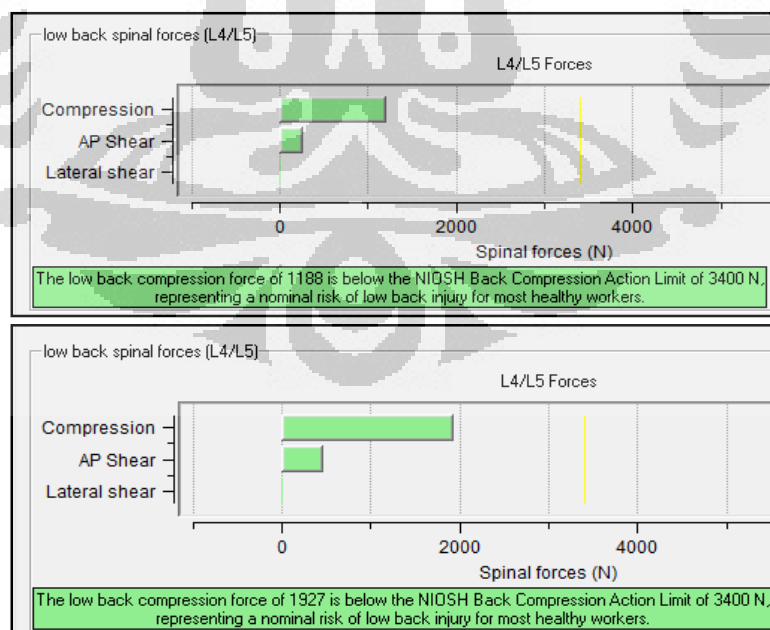 low back spinal forces (L4/L5)
L4/L5 Forces
Compression
AP Shear
Lateral shear
0 2000 4000
Spinal forces (N)
The low back compression force of 1188 is below the NIOSH Back Compression Action Limit of 3400 N,
representing a nominal risk of low back injury for most healthy workers.
low back spinal forces (L4/L5)
L4/L5 Forces
Compression
AP Shear
Lateral shear
0 2000 4000
Spinal forces (N)
The low back compression force of 1927 is below the NIOSH Back Compression Action Limit of 3400 N,
representing a nominal risk of low back injury for most healthy workers.